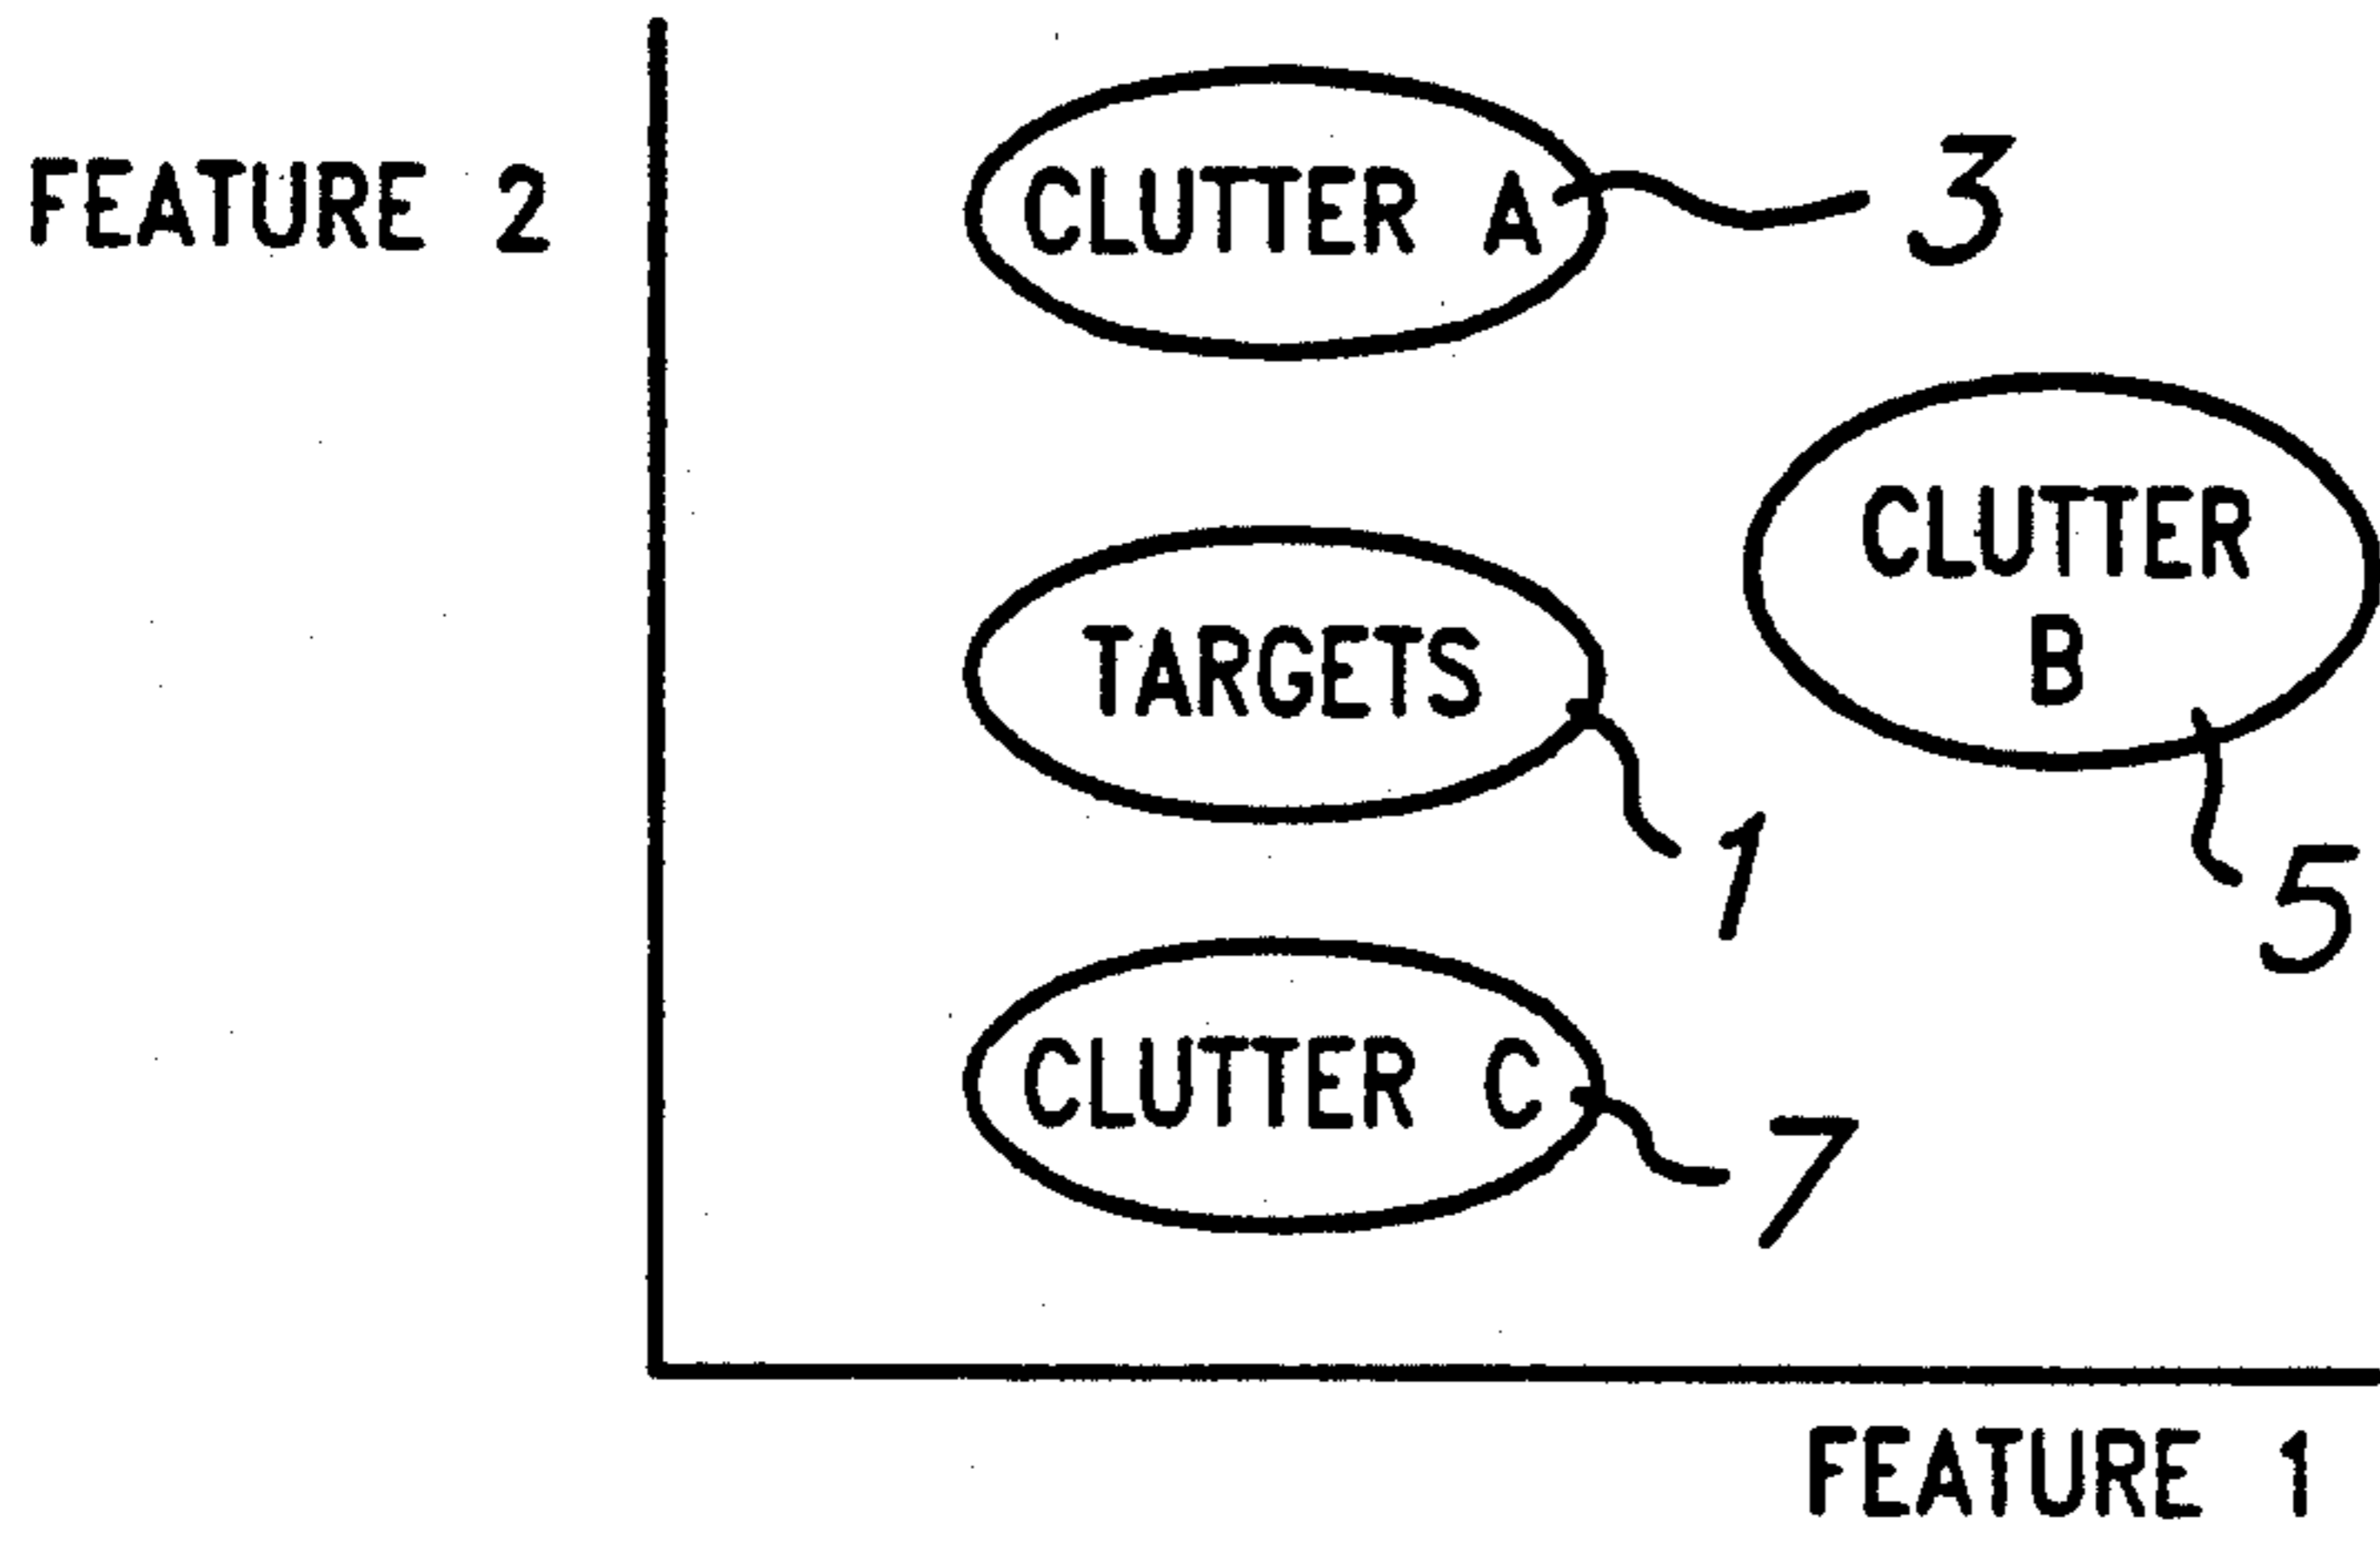 FEATURE 2
CLUTTER A
3
CLUTTER
B
TARGETS
1
5
CLUTTER C
7
FEATURE 1